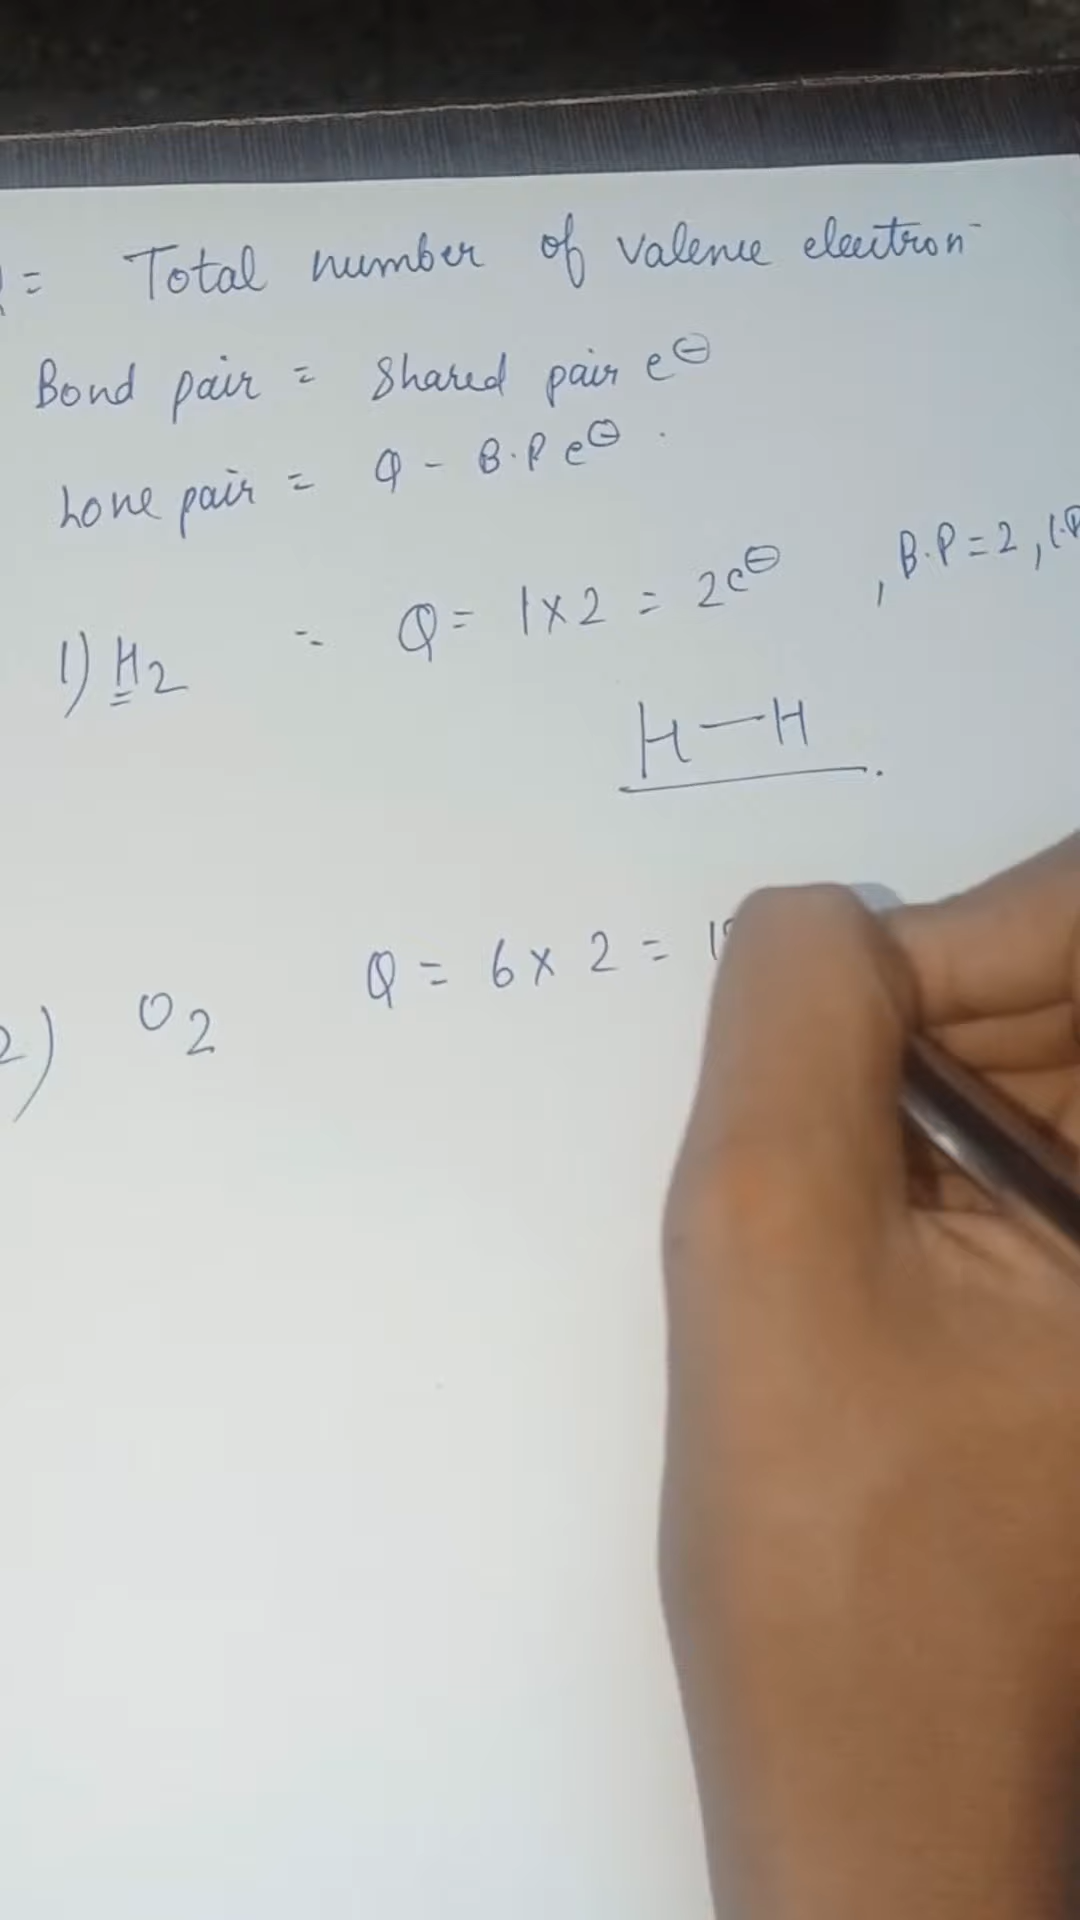 = Total number of valence electron
Bond pair = Shared pair e⊖
Lone pair = Q - B.P e⊖ .
1) H2 = Q = 1 x 2 = 2e⊖ , B.P = 2 ,
H — H .
2) O2 Q = 6 x 2 =